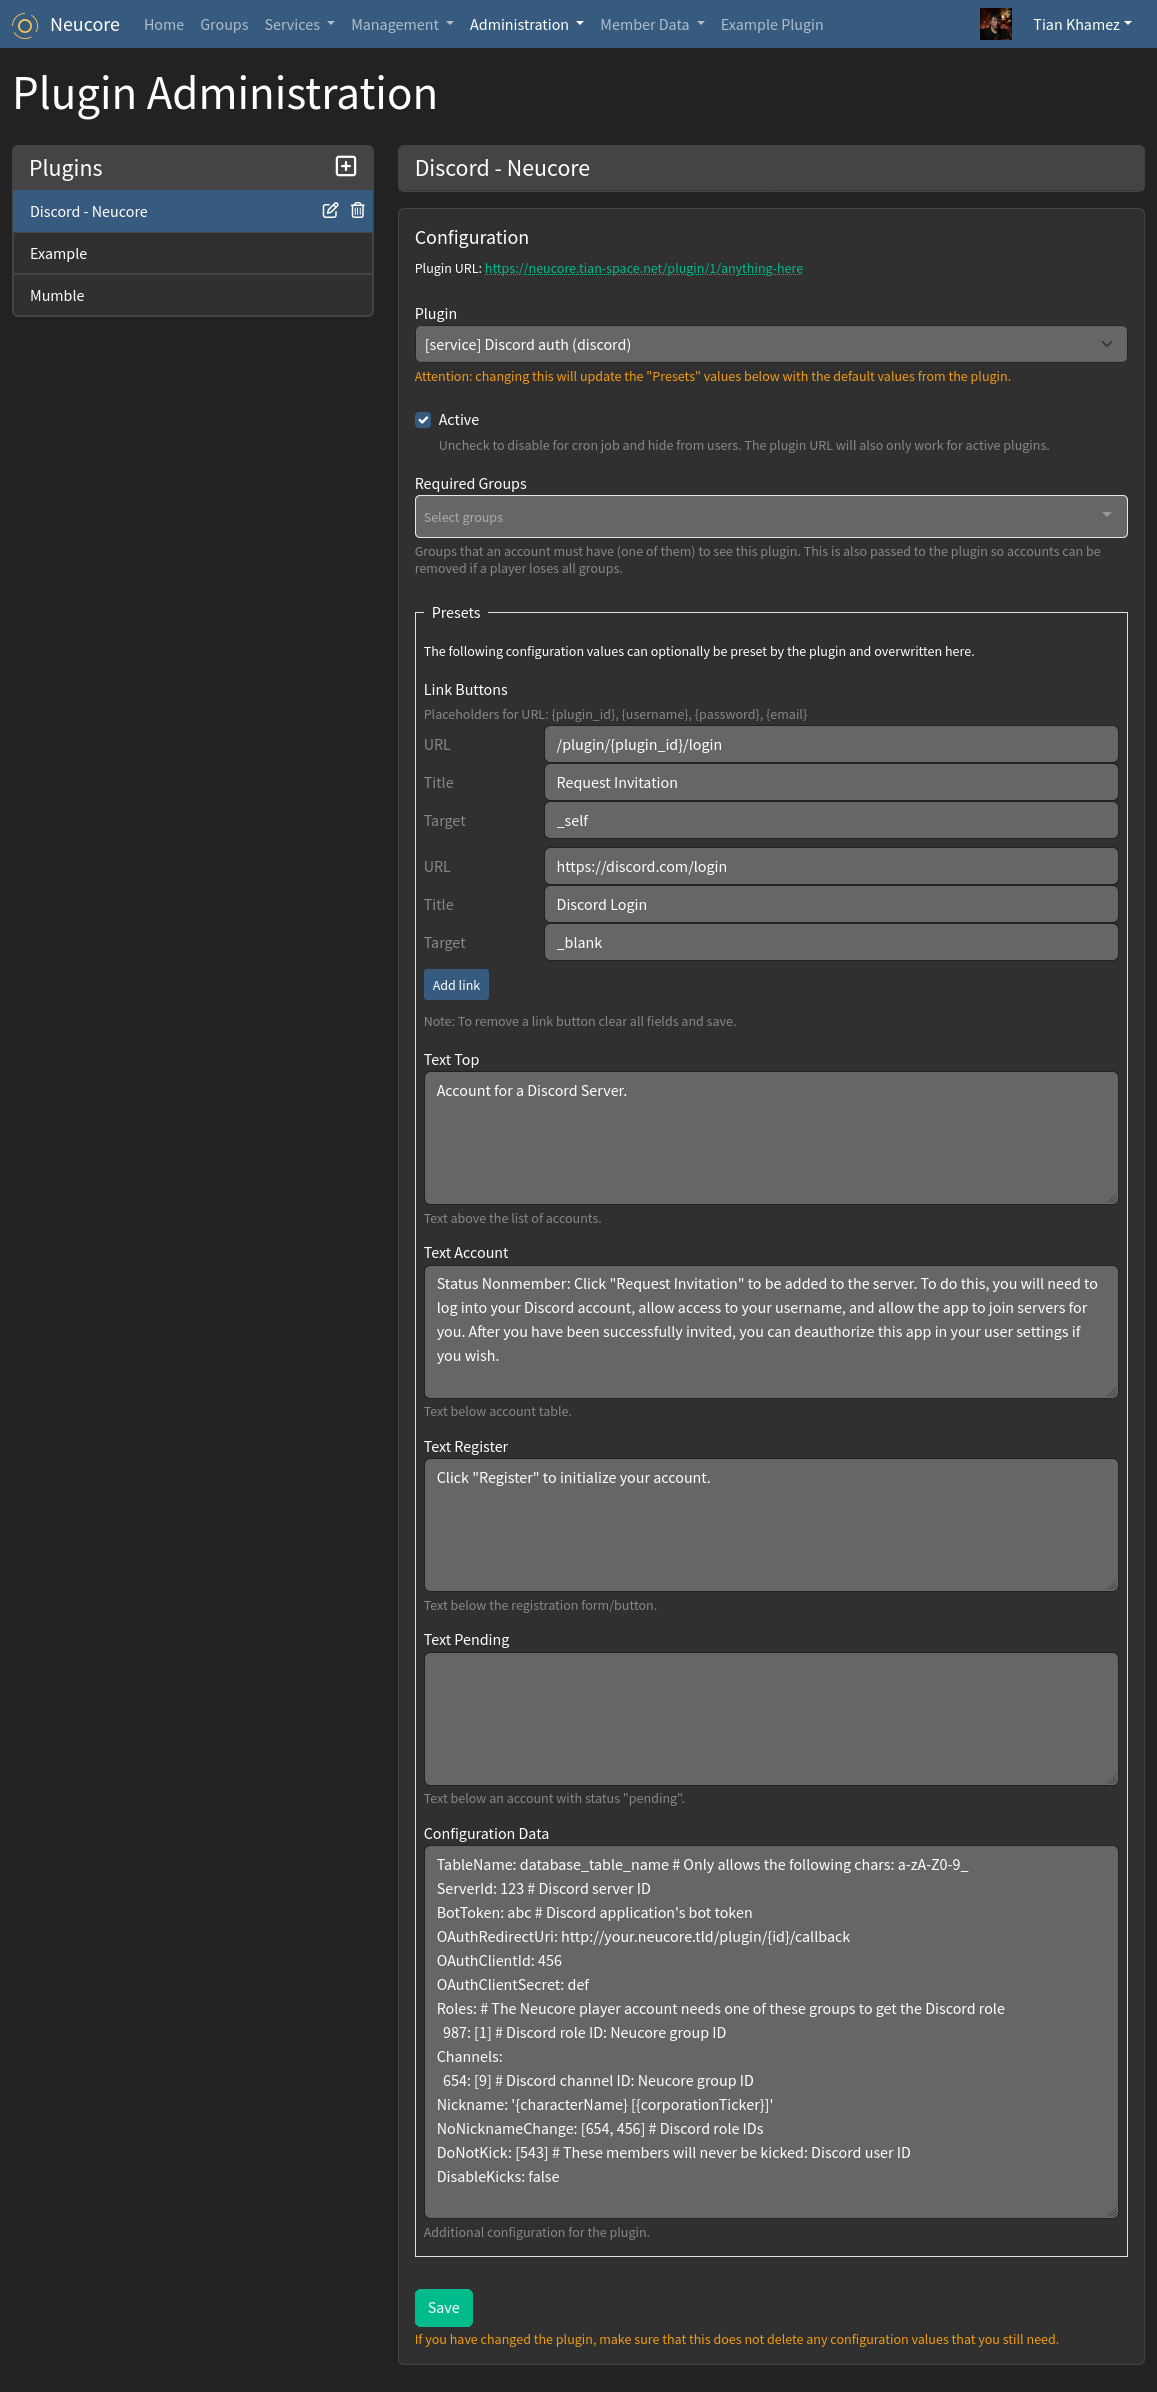 Neucore Home Groups Services Management Administration Member Data Example Plugin Tian Khamez
Plugin Administration
Plugins
Discord - Neucore
Example
Mumble
Discord - Neucore
Configuration
Plugin URL: https://neucore.tian-space.net/plugin/1/anything-here
Plugin
[service] Discord auth (discord)
Attention: changing this will update the "Presets" values below with the default values from the plugin.
Active
Uncheck to disable for cron job and hide from users. The plugin URL will also only work for active plugins.
Required Groups
Select groups
Groups that an account must have (one of them) to see this plugin. This is also passed to the plugin so accounts can be
removed if a player loses all groups.
Presets
The following configuration values can optionally be preset by the plugin and overwritten here.
Link Buttons
Placeholders for URL: {plugin_id}, {username}, {password}, {email}
URL /plugin/{plugin_id}/login
Title Request Invitation
Target _self
URL https://discord.com/login
Title Discord Login
Target _blank
Add link
Note: To remove a link button clear all fields and save.
Text Top
Account for a Discord Server.
Text above the list of accounts.
Text Account
Status Nonmember: Click "Request Invitation" to be added to the server. To do this, you will need to
log into your Discord account, allow access to your username, and allow the app to join servers for
you. After you have been successfully invited, you can deauthorize this app in your user settings if
you wish.
Text below account table.
Text Register
Click "Register" to initialize your account.
Text below the registration form/button.
Text Pending
Text below an account with status "pending".
Configuration Data
TableName: database_table_name # Only allows the following chars: a-zA-Z0-9_
ServerId: 123 # Discord server ID
BotToken: abc # Discord application's bot token
OAuthRedirectUri: http://your.neucore.tld/plugin/{id}/callback
OAuthClientId: 456
OAuthClientSecret: def
Roles: # The Neucore player account needs one of these groups to get the Discord role
987: [1] # Discord role ID: Neucore group ID
Channels:
654: [9] # Discord channel ID: Neucore group ID
Nickname: '{characterName} [{corporationTicker}]'
NoNicknameChange: [654, 456] # Discord role IDs
DoNotKick: [543] # These members will never be kicked: Discord user ID
DisableKicks: false
Additional configuration for the plugin.
Save
If you have changed the plugin, make sure that this does not delete any configuration values that you still need.